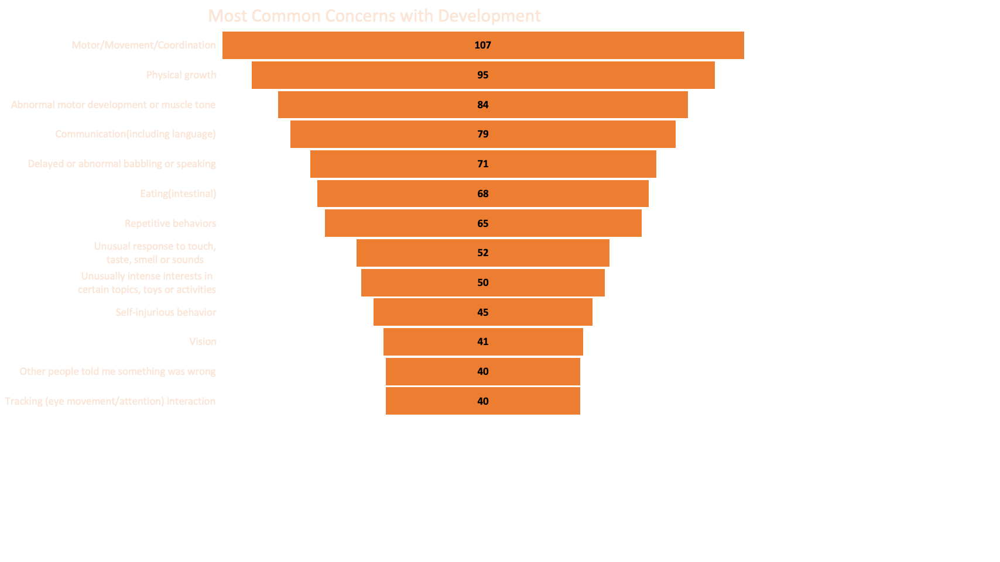 Most Common Concerns with Development
Motor/Movement/Coordination 107
Physical growth 95
Abnormal motor development or muscle tone 84
Communication(including language) 79
Delayed or abnormal babbling or speaking 71
Eating(intestinal) 68
Repetitive behaviors 65
Unusual response to touch,
taste, smell or sounds 52
Unusually intense interests in
certain topics, toys or activities 50
Self-injurious behavior 45
Vision 41
Other people told me something was wrong 40
Tracking (eye movement/attention) interaction 40